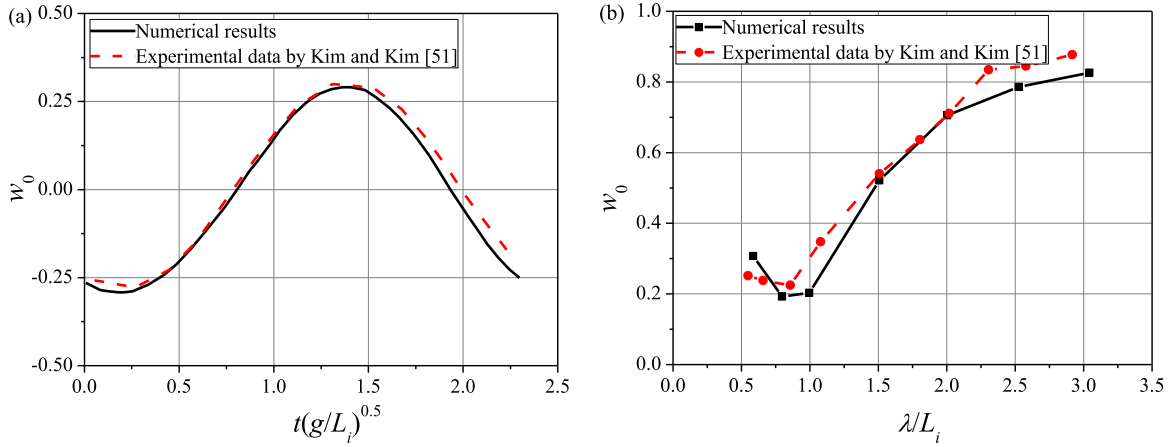 (a)
0.50
0.25
0.00
-0.25
-0.50
w0
Numerical results
Experimental data by Kim and Kim [51]
0.0 0.5 1.0 1.5 2.0 2.5
t(g/Li)0.5
(b)
1.0
0.8
0.6
0.4
0.2
0.0
w0
Numerical results
Experimental data by Kim and Kim [51]
0.0 0.5 1.0 1.5 2.0 2.5 3.0 3.5
λ/Li